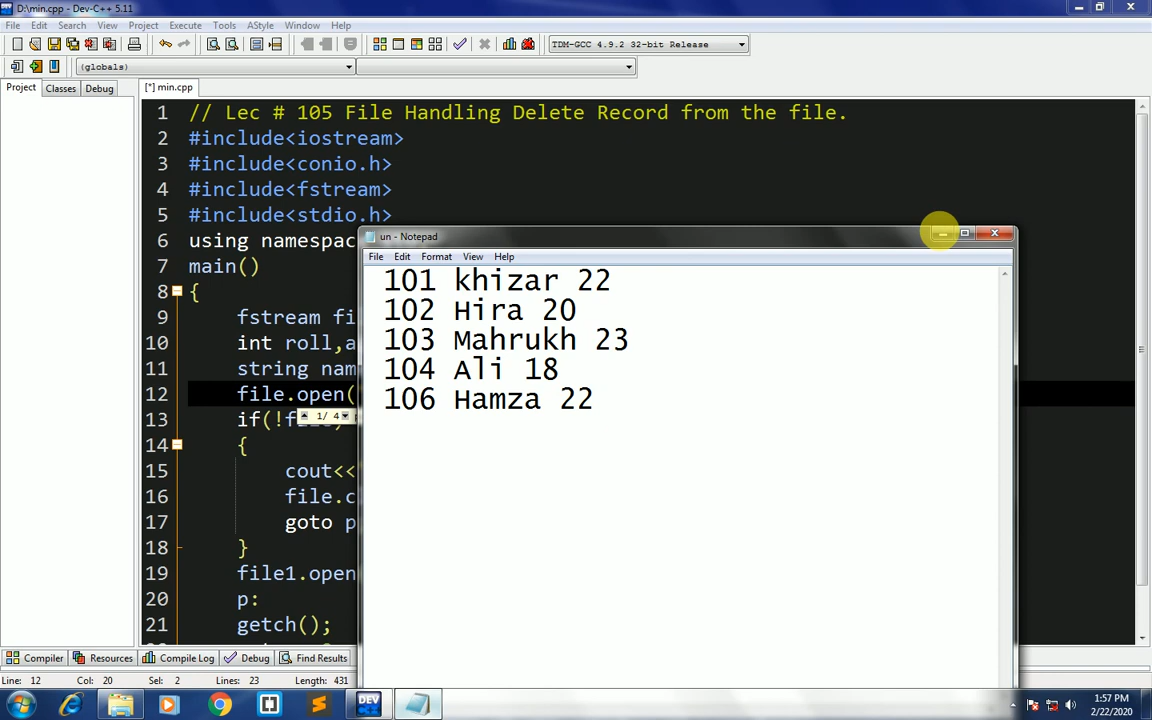 D:\min.cpp - Dev-C++ 5.11
File Edit Search View Project Execute Tools AStyle Window Help
TDM-GCC 4.9.2 32-bit Release
(globals)
Project Classes Debug [*] min.cpp
1 // Lec # 105 File Handling Delete Record from the file.
2 #include<iostream>
3 #include<conio.h>
4 #include<fstream>
5 #include<stdio.h>
6 using namespac
7 main()
8 {
9 fstream fi
10 int roll,a
11 string nam
12 file.open(
13 if(!f
1/ 4
14 {
15 cout<<
16 file.c
17 goto p
18 }
19 file1.open
20 p:
21 getch();
un - Notepad
File Edit Format View Help
101 khizar 22
102 Hira 20
103 Mahrukh 23
104 Ali 18
106 Hamza 22
Compiler Resources Compile Log Debug Find Results
Line: 12 Col: 20 Sel: 2 Lines: 23 Length: 431
DEV
1:57 PM
2/22/2020